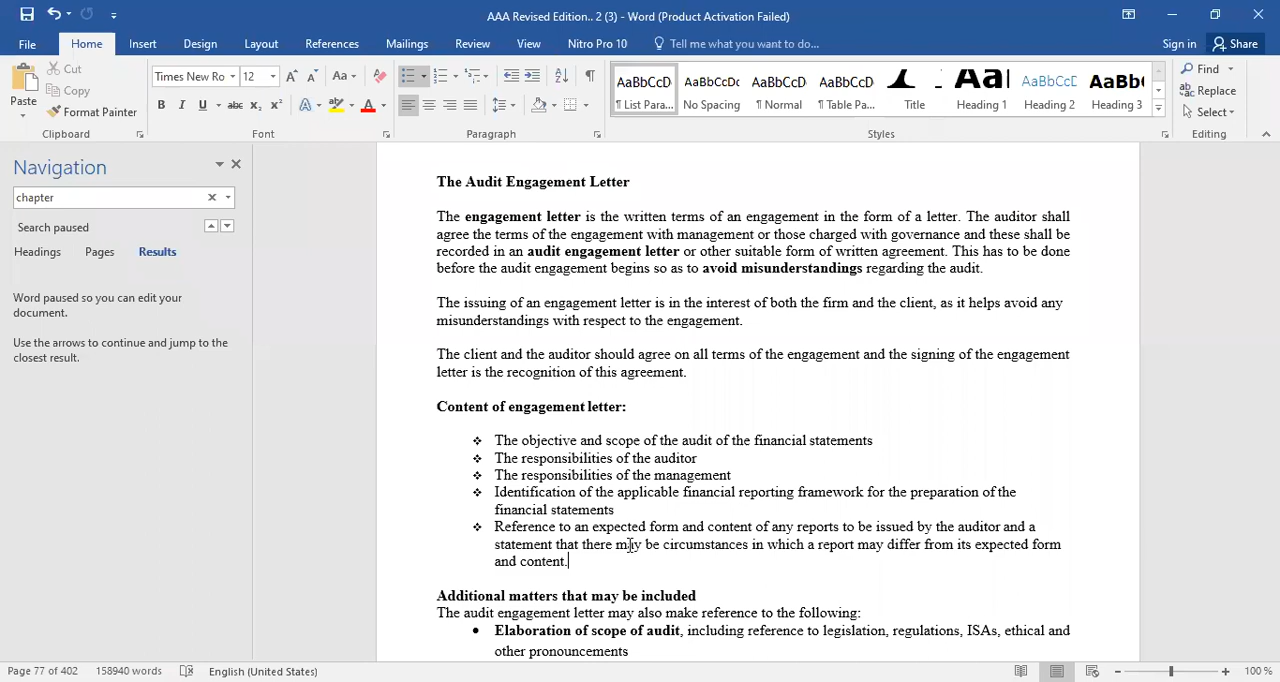 AAA Revised Edition.. 2 (3) - Word (Product Activation Failed)
File Home Insert Design Layout References Mailings Review View Nitro Pro 10 Tell me what you want to do... Sign in Share
Paste Cut Copy Format Painter
Times New Ro 12
AaBbCcD AaBbCcDc AaBbCcD AaBbCcD AaBbCcD
¶ List Para... No Spacing ¶ Normal ¶ Table Pa... Title Heading 1 Heading 2 Heading 3
Find
Replace
Select
Clipboard Font Paragraph Styles Editing
Navigation
chapter
Search paused
Headings Pages Results
Word paused so you can edit your
document.
Use the arrows to continue and jump to the
closest result.
The Audit Engagement Letter
The engagement letter is the written terms of an engagement in the form of a letter. The auditor shall
agree the terms of the engagement with management or those charged with governance and these shall be
recorded in an audit engagement letter or other suitable form of written agreement. This has to be done
before the audit engagement begins so as to avoid misunderstandings regarding the audit.
The issuing of an engagement letter is in the interest of both the firm and the client, as it helps avoid any
misunderstandings with respect to the engagement.
The client and the auditor should agree on all terms of the engagement and the signing of the engagement
letter is the recognition of this agreement.
Content of engagement letter:
❖ The objective and scope of the audit of the financial statements
❖ The responsibilities of the auditor
❖ The responsibilities of the management
❖ Identification of the applicable financial reporting framework for the preparation of the
financial statements
❖ Reference to an expected form and content of any reports to be issued by the auditor and a
statement that there may be circumstances in which a report may differ from its expected form
and content.
Additional matters that may be included
The audit engagement letter may also make reference to the following:
• Elaboration of scope of audit, including reference to legislation, regulations, ISAs, ethical and
other pronouncements
Page 77 of 402 158940 words English (United States) 100 %